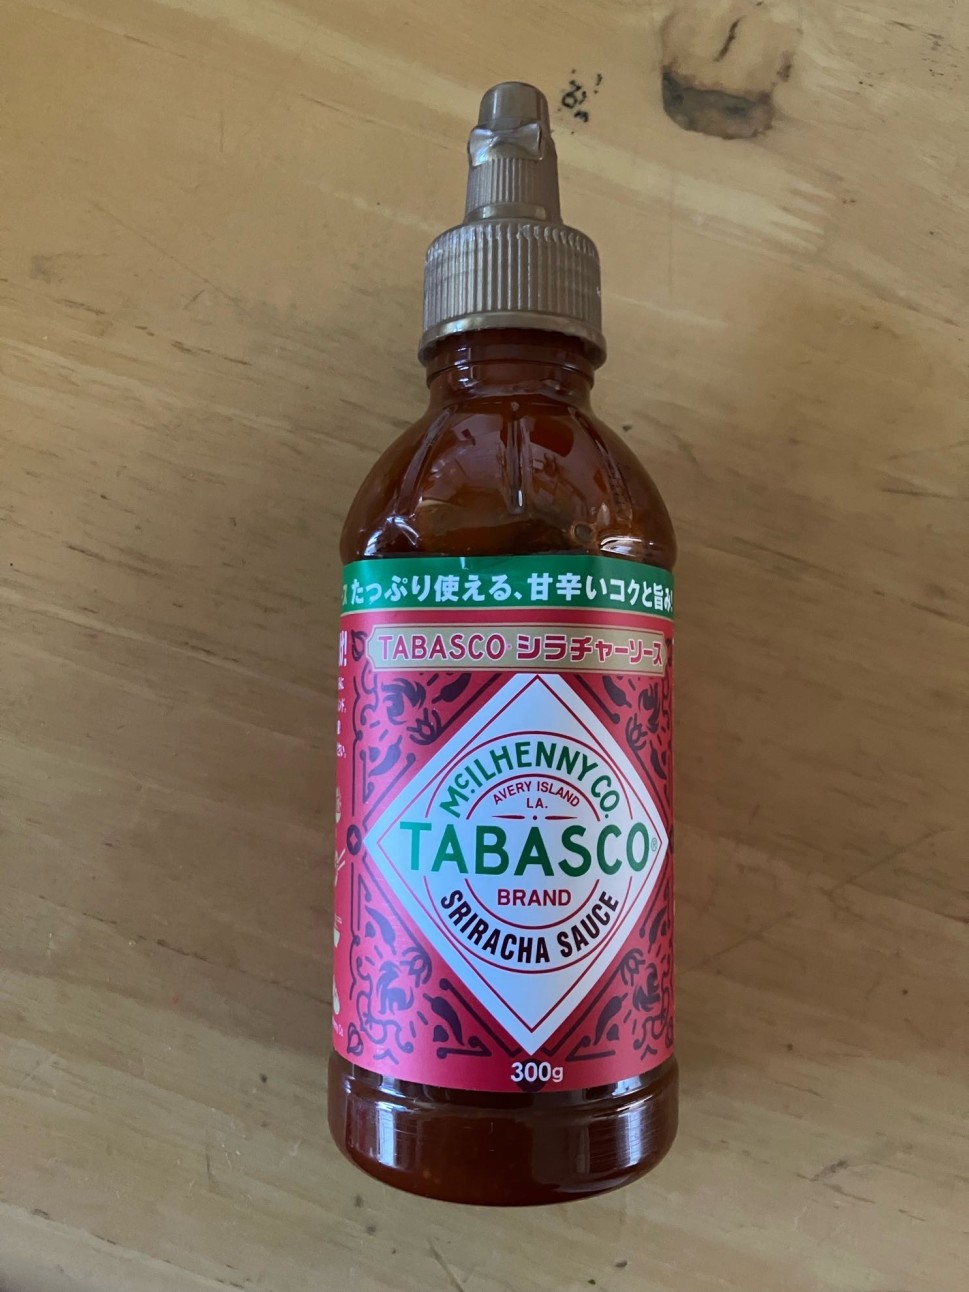 たっぷり使える、甘辛いコクと旨み
TABASCO® シラチャーソース
McILHENNY CO.
AVERY ISLAND
LA.
TABASCO®
BRAND
SRIRACHA SAUCE
300g